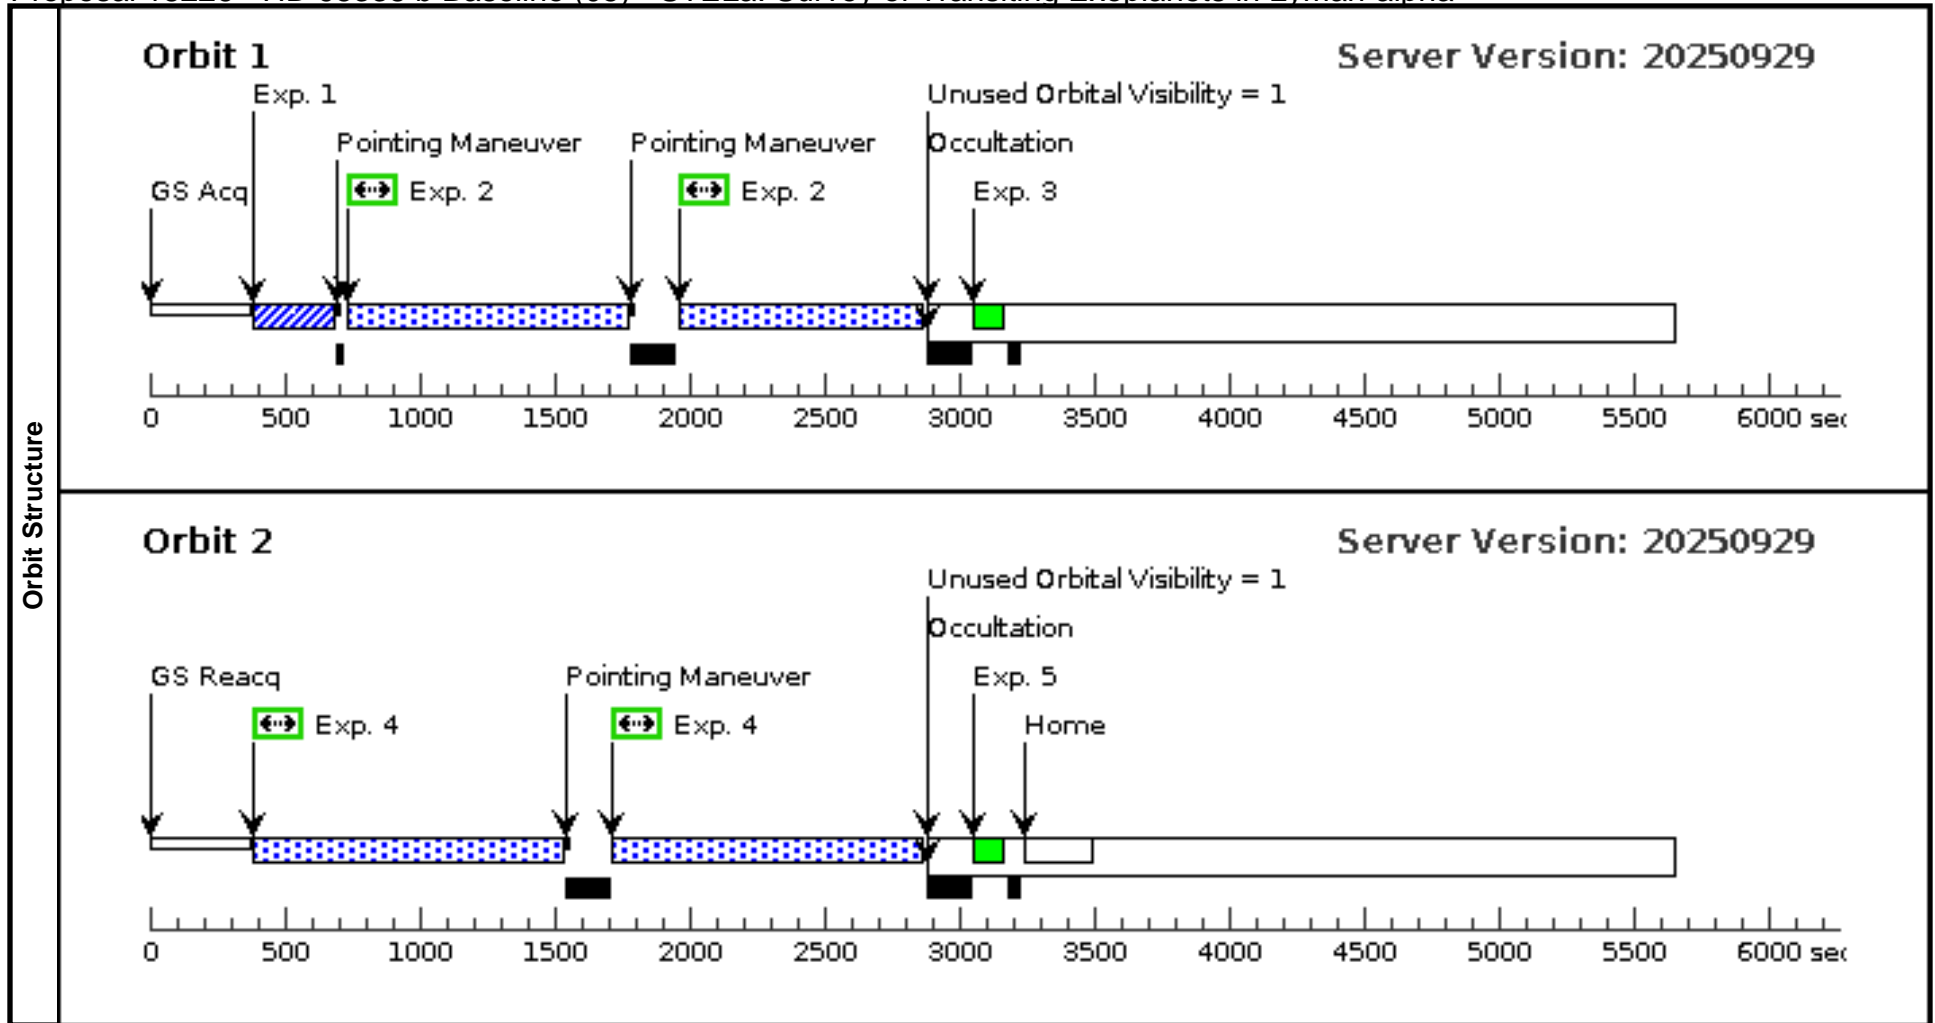 Orbit Structure
Orbit 1
Server Version: 20250929
Exp. 1
Unused Orbital Visibility = 1
Pointing Maneuver
Pointing Maneuver
Occultation
GS Acq
Exp. 2
Exp. 2
Exp. 3
0 500 1000 1500 2000 2500 3000 3500 4000 4500 5000 5500 6000 sec
Orbit 2
Server Version: 20250929
Unused Orbital Visibility = 1
Occultation
GS Reacq
Pointing Maneuver
Exp. 5
Exp. 4
Exp. 4
Home
0 500 1000 1500 2000 2500 3000 3500 4000 4500 5000 5500 6000 sec